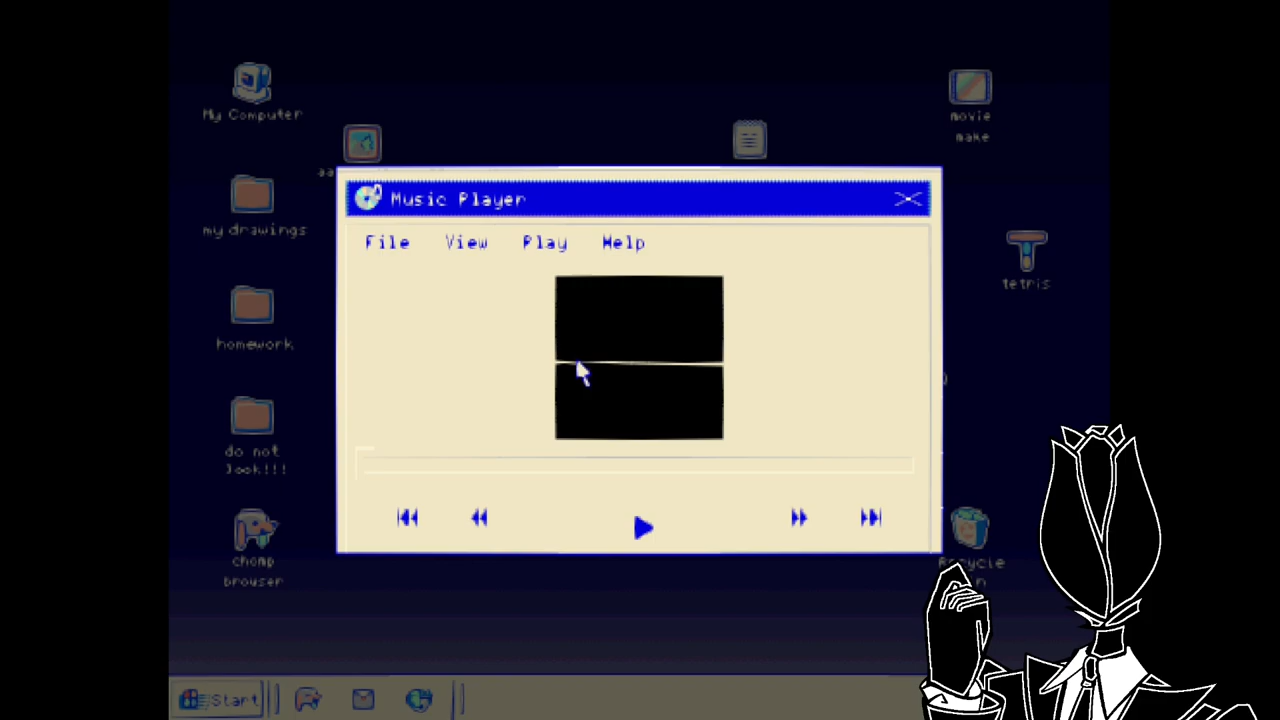 My Computer
movie
make
my drawings
Music Player
File View Play Help
tetris
homework
do not
look!!!
chomp
browser
Start